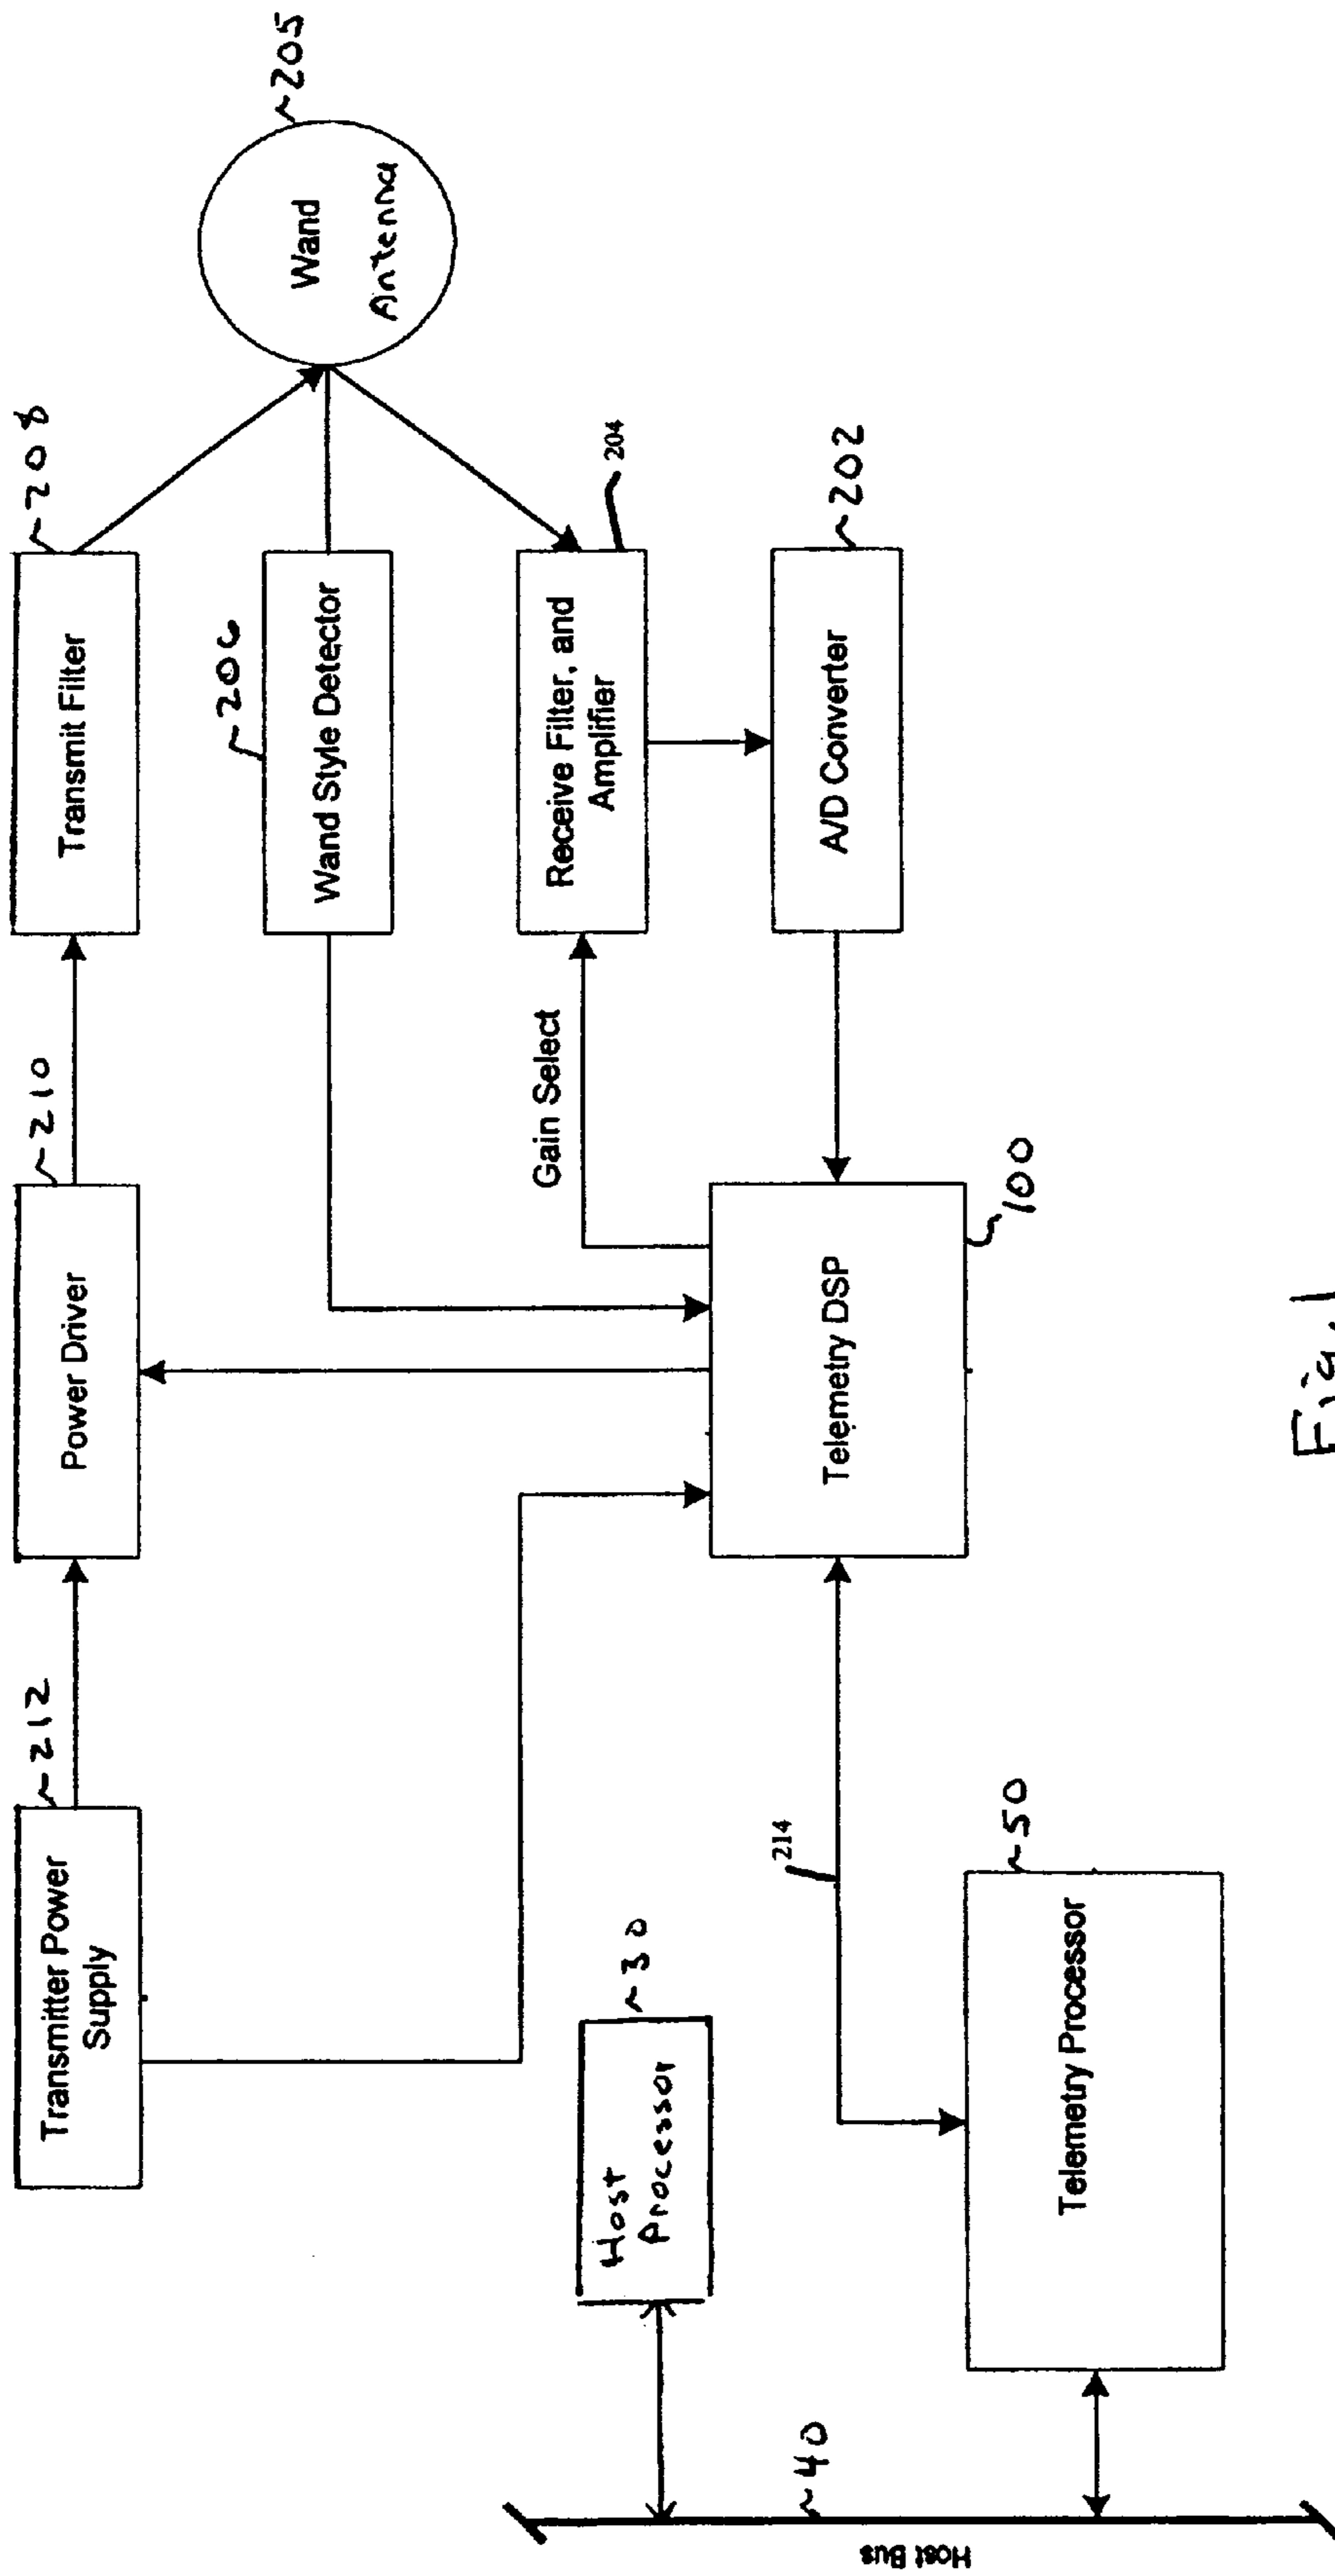 212
210
208
205
Transmitter Power
Supply
Power Driver
Transmit Filter
206
Wand Style Detector
Wand
Antenna
30
Host
Processor
Gain Select
Receive Filter, and
Amplifier
204
214
40
Host Bus
50
Telemetry Processor
Telemetry DSP
100
A/D Converter
202
Fig. 1